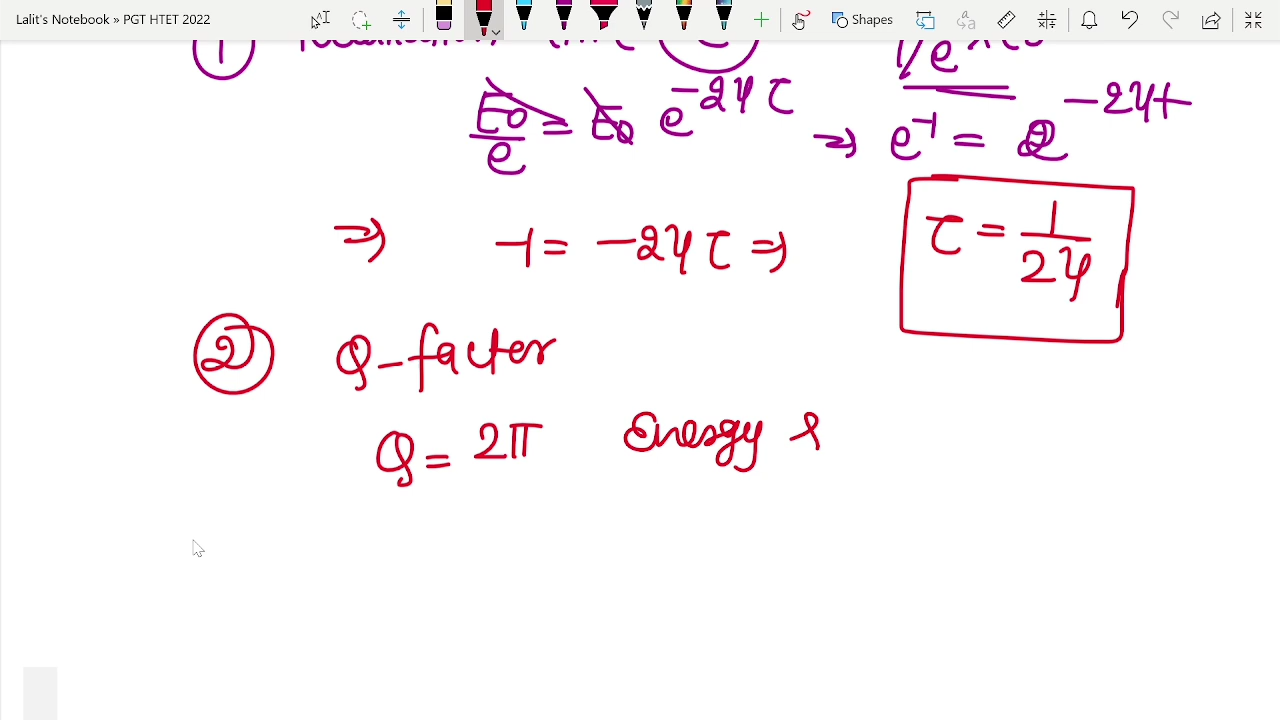 Lalit's Notebook » PGT HTET 2022
Shapes
①
E₀/e = E₀ e^-2γτ ⇒ e^-1 = e^-2γt
⇒ -1 = -2γτ ⇒ τ = 1/2γ
② Q-factor
Q = 2π Energy